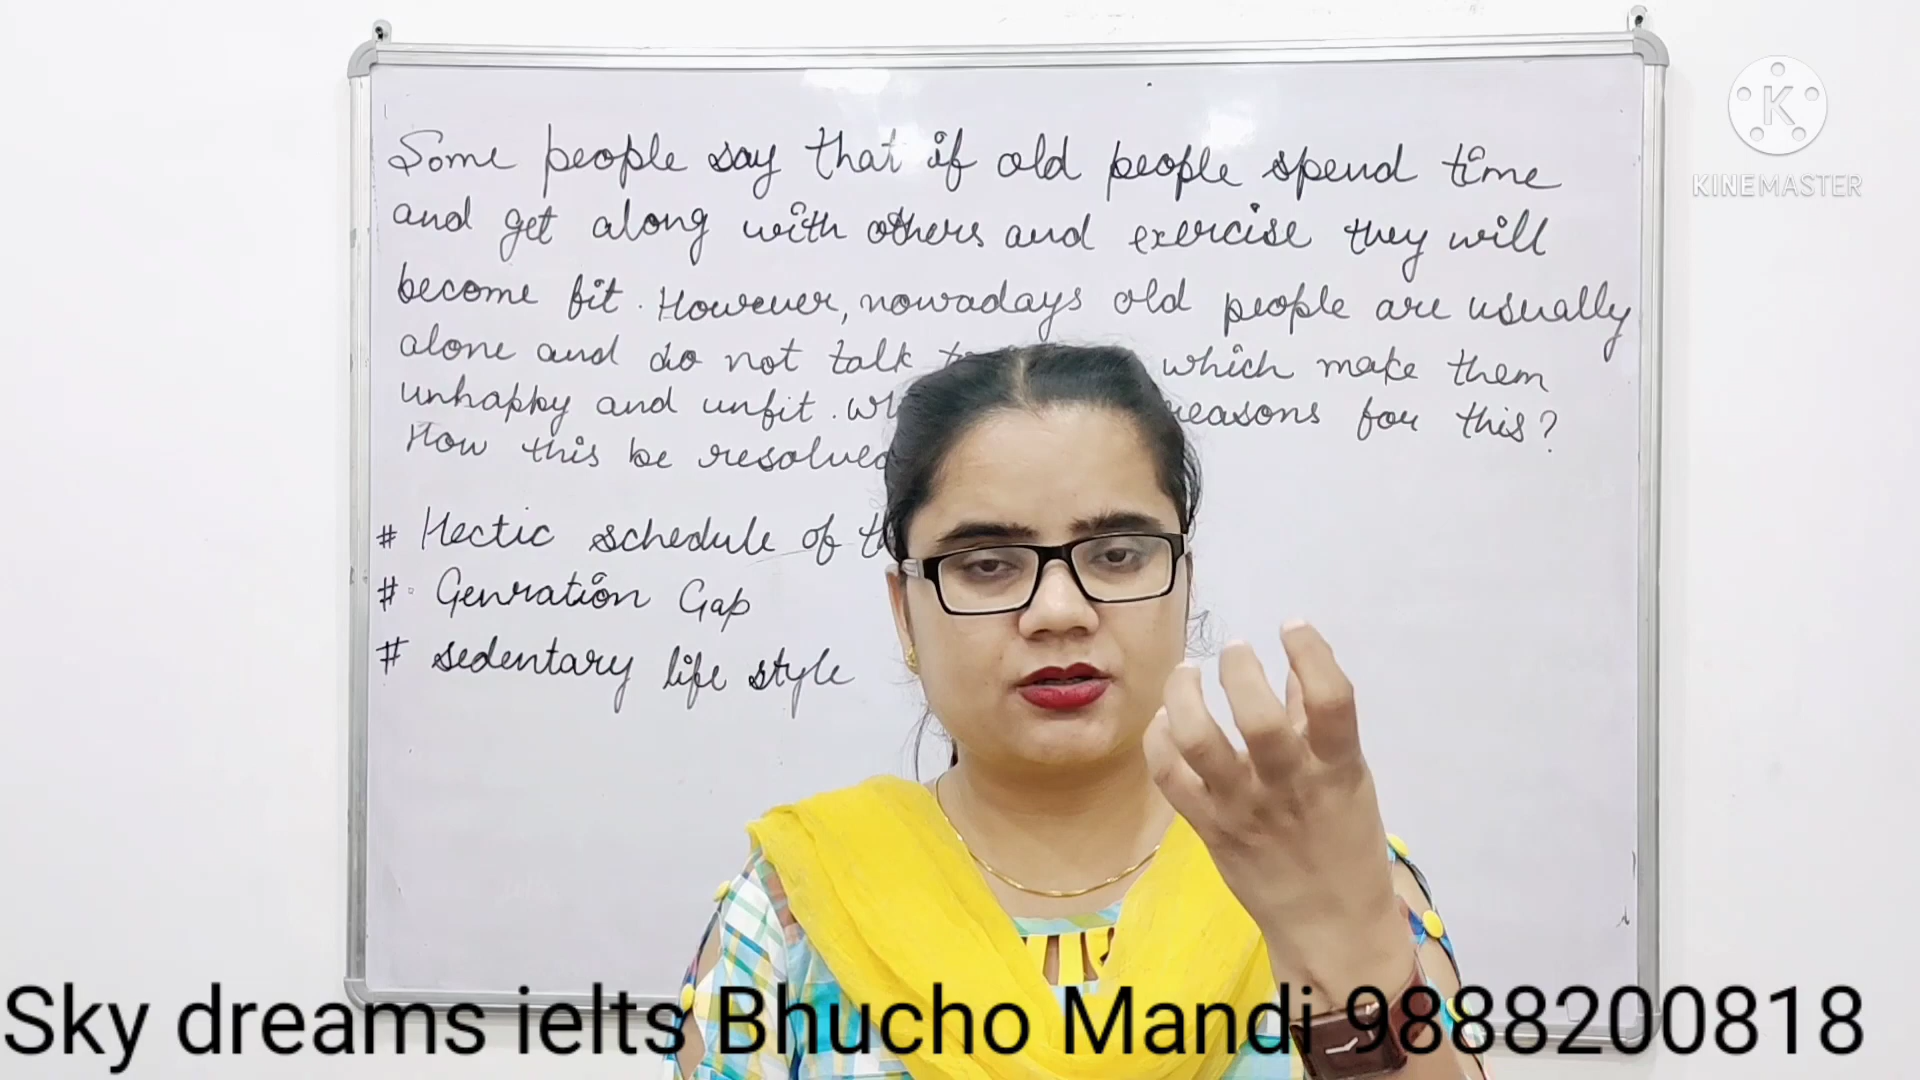 Some people say that if old people spend time
and get along with others and exercise they will
become fit. However, nowadays old people are usually
alone and do not talk which make them
unhappy and unfit. reasons for this?
How this be resolved
# Hectic schedule of
# Genration Gap
# sedentary life style
K
KINEMASTER
Sky dreams ielts Bhucho Mandi 9888200818